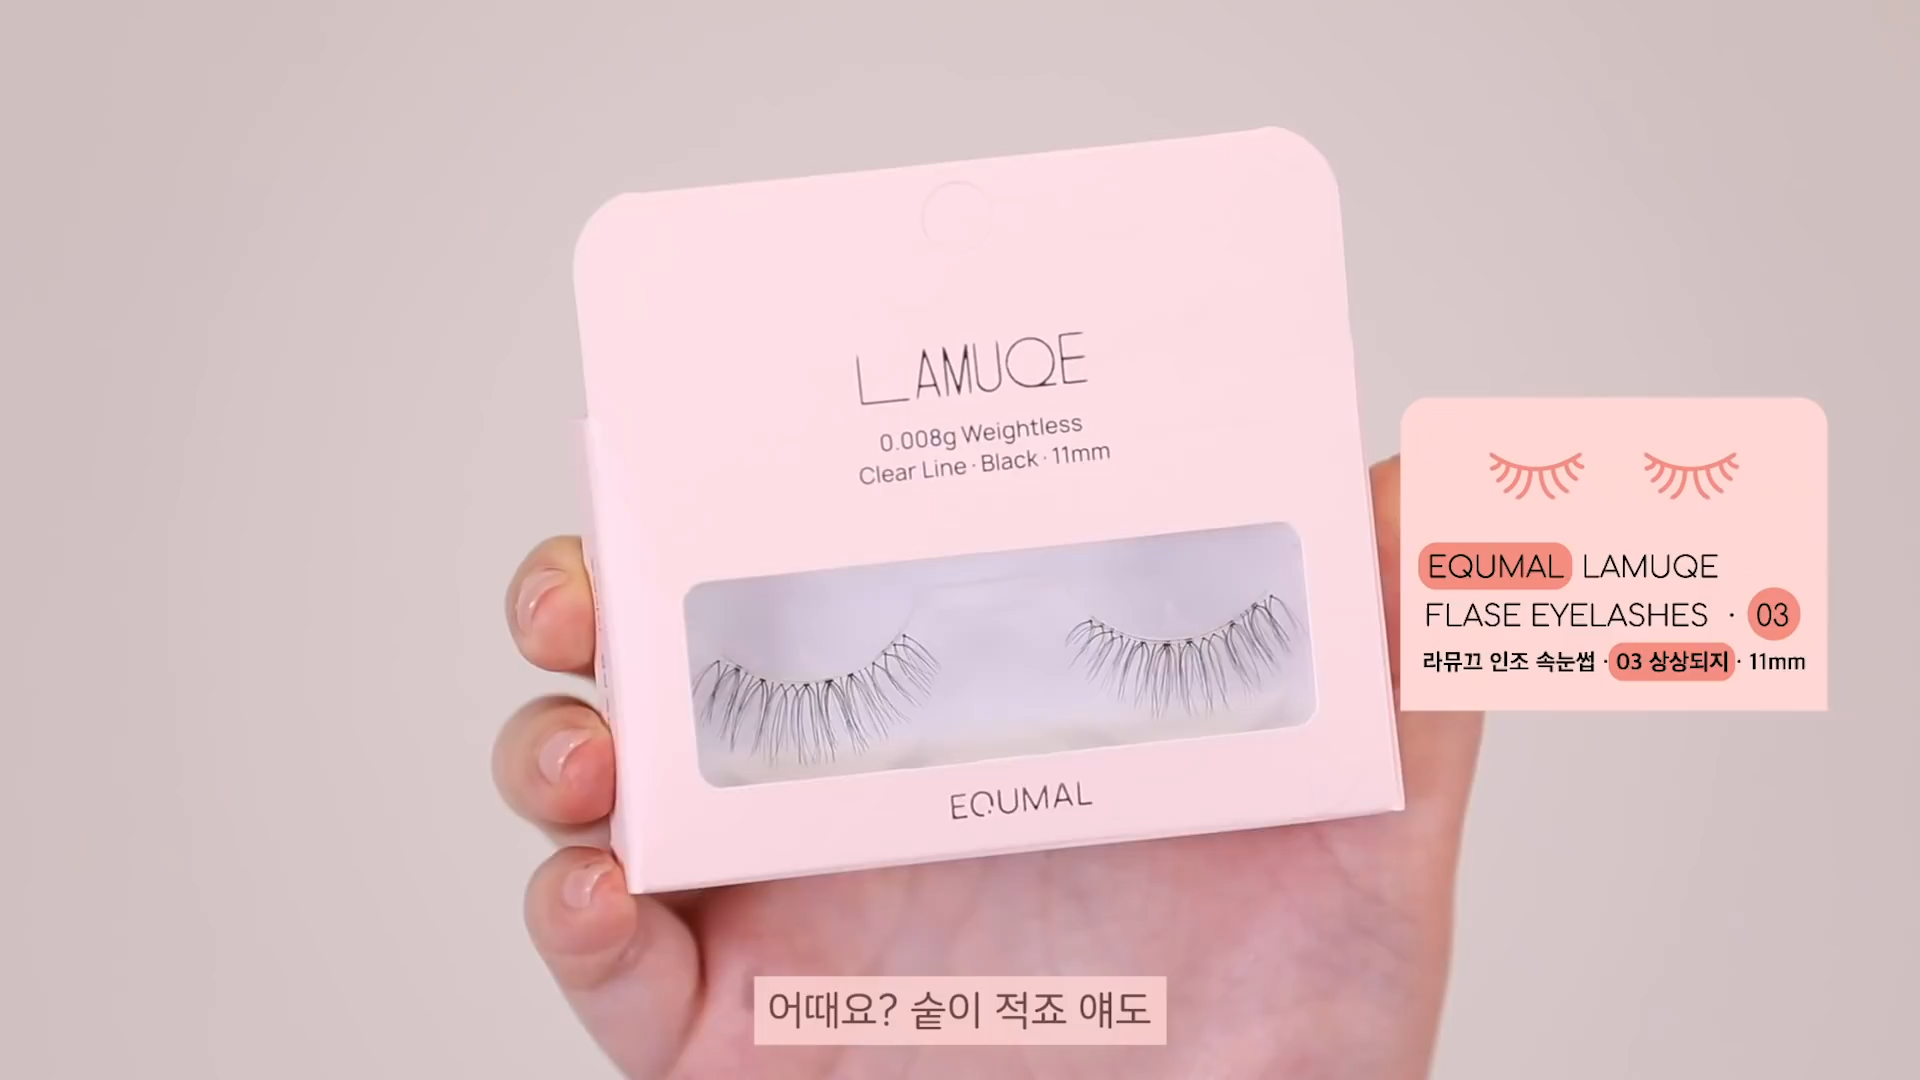 LAMUQE
0.008g Weightless
Clear Line · Black · 11mm
EQUMAL
EQUMAL LAMUQE
FLASE EYELASHES · 03
라뮤끄 인조 속눈썹 · 03 상상되지 · 11mm
어때요? 숱이 적죠 얘도